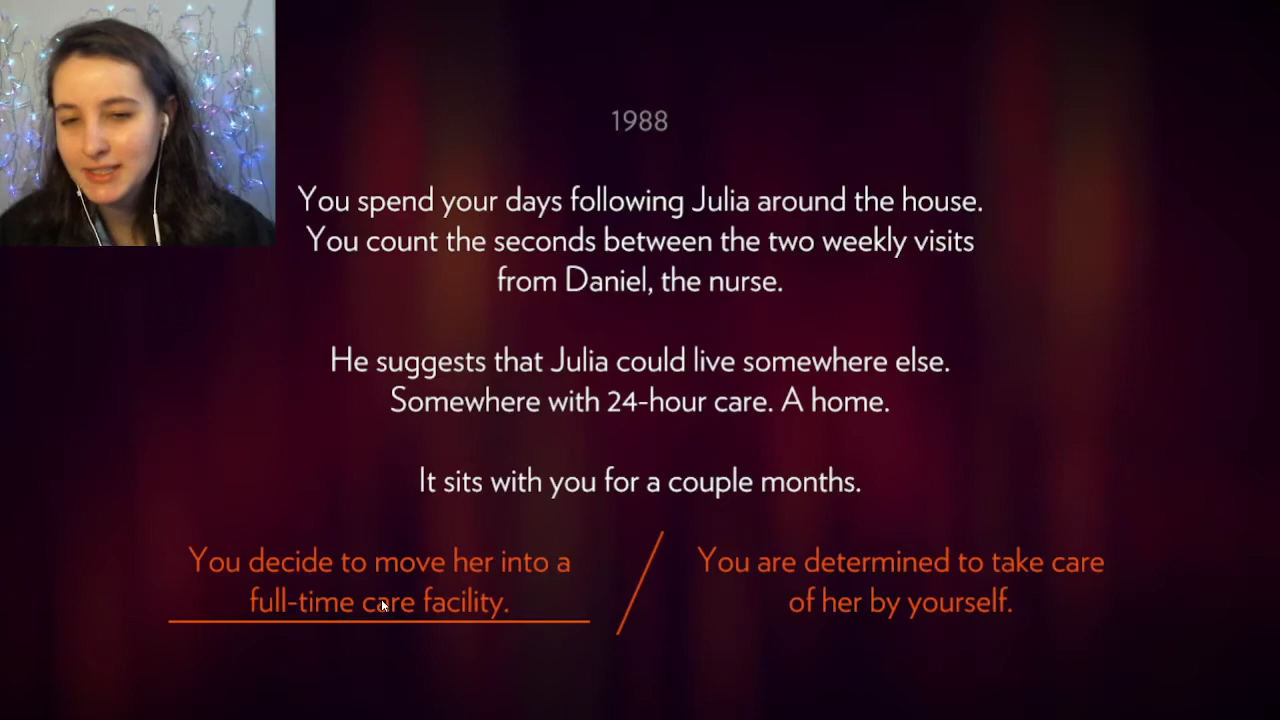 1988
You spend your days following Julia around the house.
You count the seconds between the two weekly visits
from Daniel, the nurse.
He suggests that Julia could live somewhere else.
Somewhere with 24-hour care. A home.
It sits with you for a couple months.
You decide to move her into a
full-time care facility.
You are determined to take care
of her by yourself.